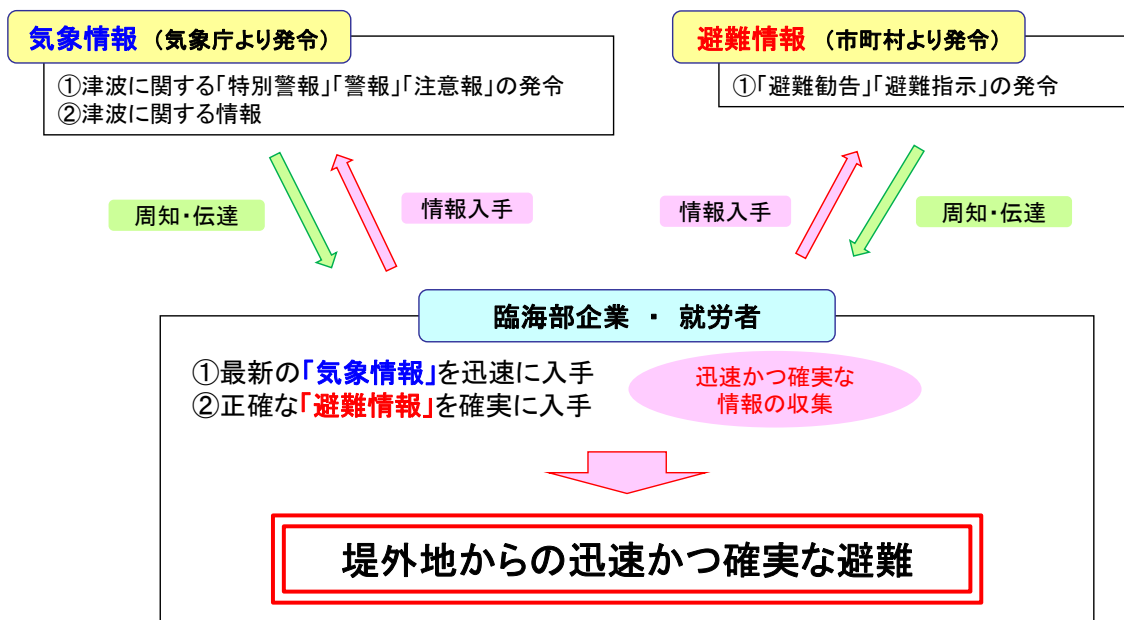 気象情報 （気象庁より発令）
①津波に関する｢特別警報｣｢警報｣｢注意報｣の発令
②津波に関する情報
避難情報 （市町村より発令）
①｢避難勧告｣｢避難指示｣の発令
周知・伝達
情報入手
情報入手
周知・伝達
臨海部企業 ・ 就労者
①最新の｢気象情報｣を迅速に入手
②正確な｢避難情報｣を確実に入手
迅速かつ確実な
情報の収集
堤外地からの迅速かつ確実な避難